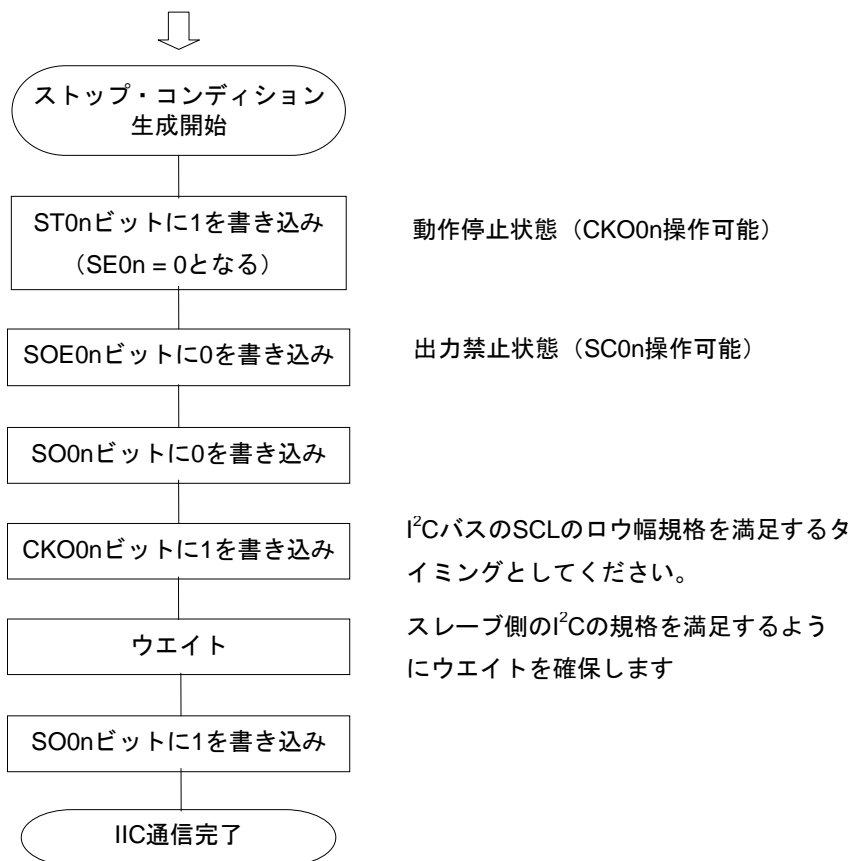 ストップ・コンディション
生成開始
ST0nビットに1を書き込み
（SE0n = 0となる）
動作停止状態（CKO0n操作可能）
SOE0nビットに0を書き込み
出力禁止状態（SC0n操作可能）
SO0nビットに0を書き込み
CKO0nビットに1を書き込み
I²CバスのSCLのロウ幅規格を満足するタ
イミングとしてください。
ウエイト
スレーブ側のI²Cの規格を満足するよう
にウエイトを確保します
SO0nビットに1を書き込み
IIC通信完了